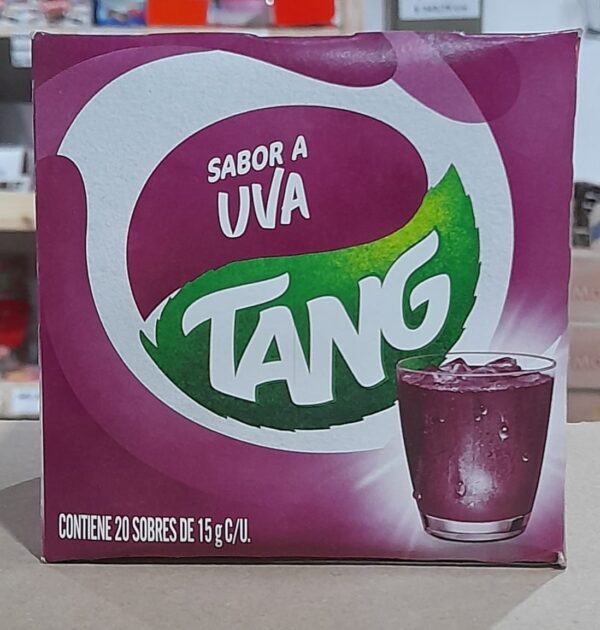 SABOR A
UVA
TANG
CONTIENE 20 SOBRES DE 15 g C/U.